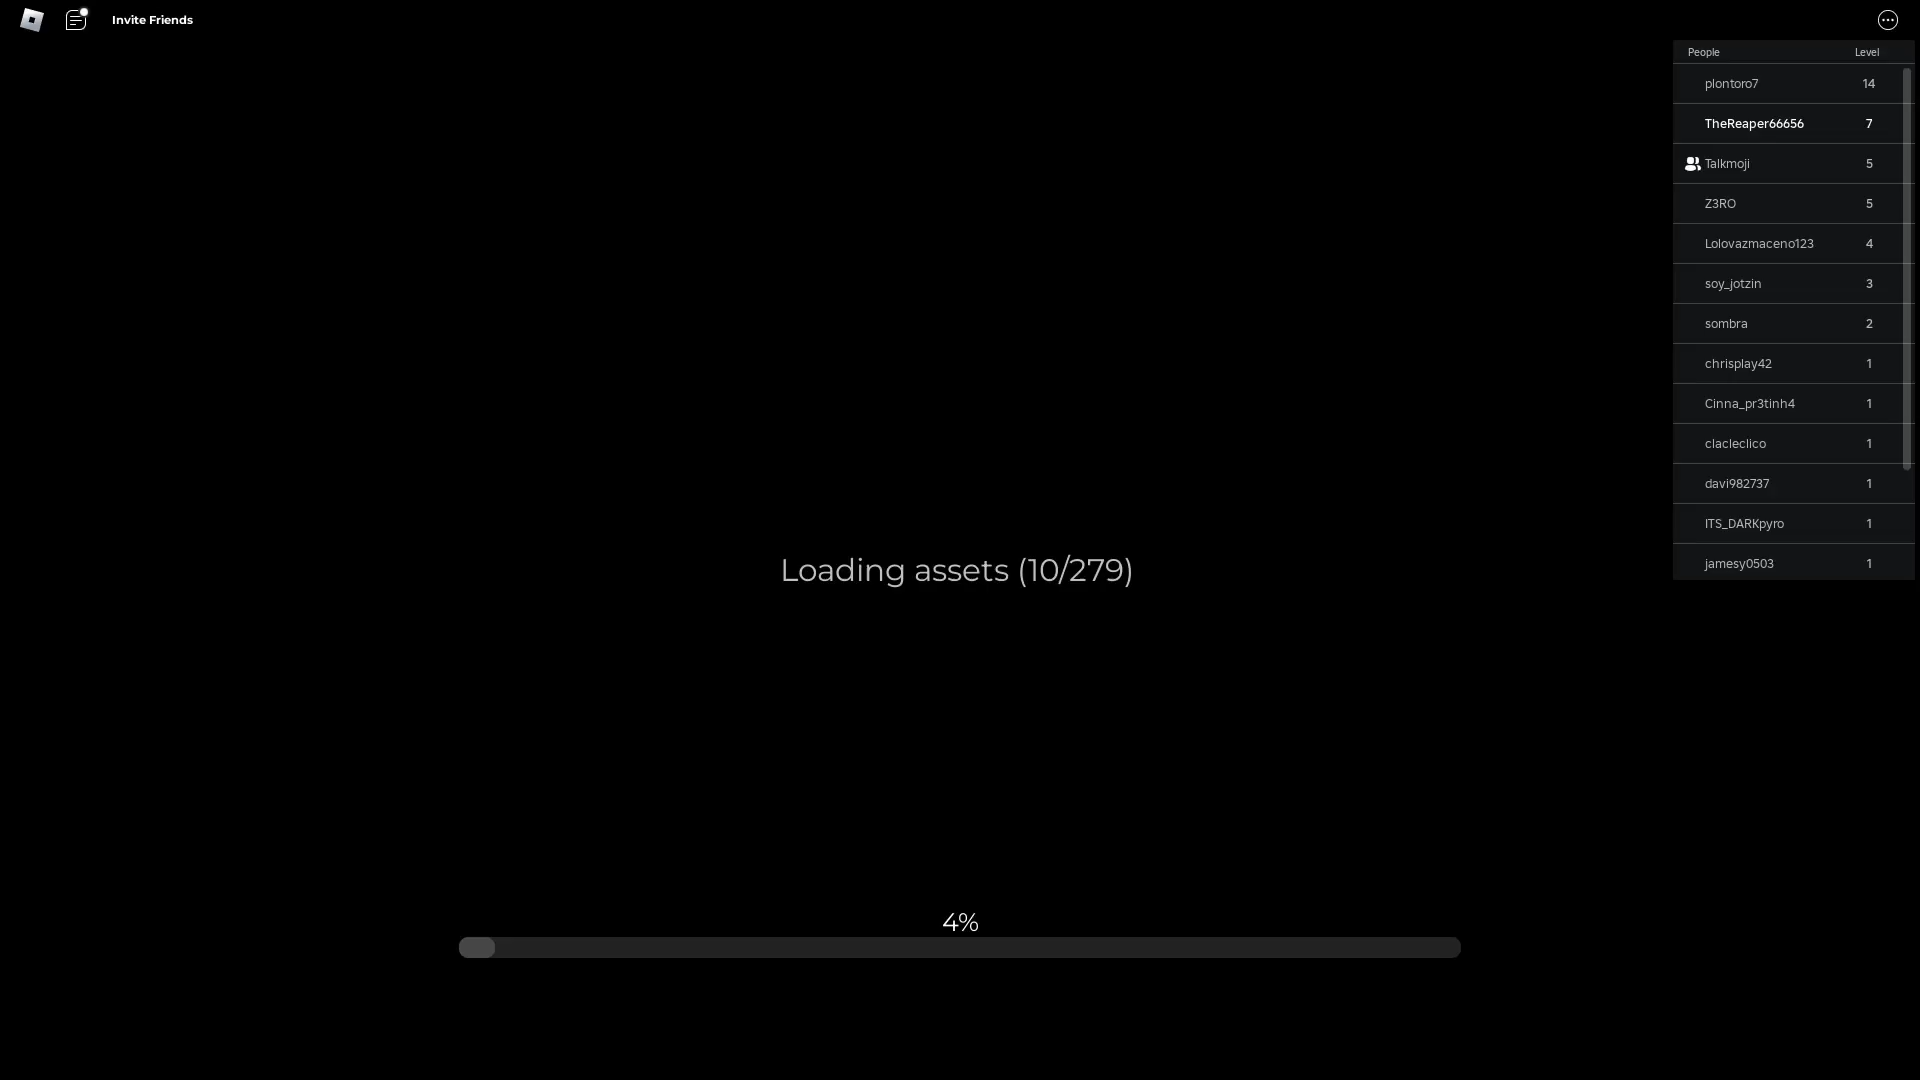 Invite Friends
People Level
plontoro7 14
TheReaper66656 7
Talkmoji 5
Z3RO 5
Lolovazmaceno123 4
soy_jotzin 3
sombra 2
chrisplay42 1
Cinna_pr3tinh4 1
clacleclico 1
davi982737 1
ITS_DARKpyro 1
jamesy0503 1
Loading assets (10/279)
4%